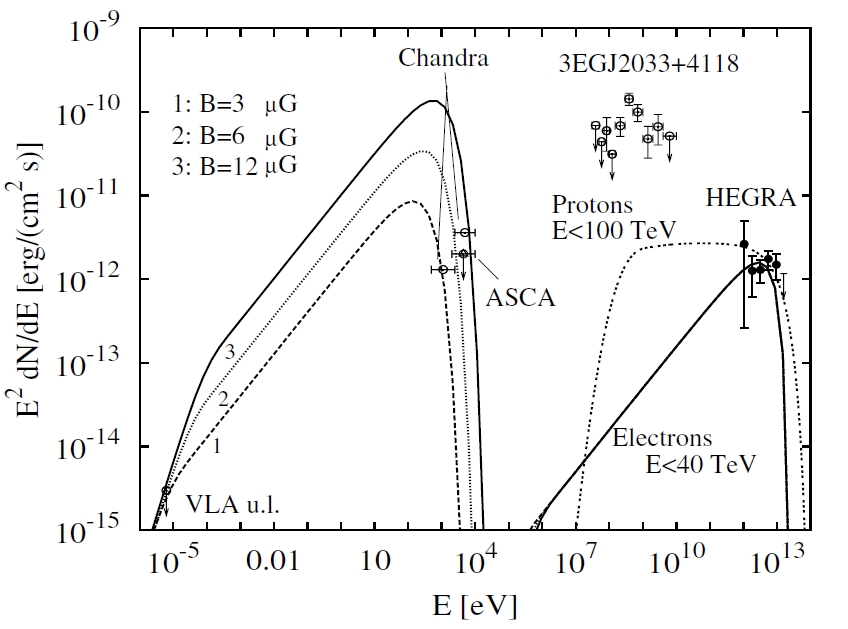 10^-9
Chandra
3EGJ2033+4118
1: B=3 μG
10^-10
2: B=6 μG
3: B=12 μG
10^-11
Protons
HEGRA
E<100 TeV
10^-12
ASCA
E^2 dN/dE [erg/(cm^2 s)]
3
10^-13
2
1
10^-14
Electrons
E<40 TeV
VLA u.l.
10^-15
10^-5 0.01 10 10^4 10^7 10^10 10^13
E [eV]